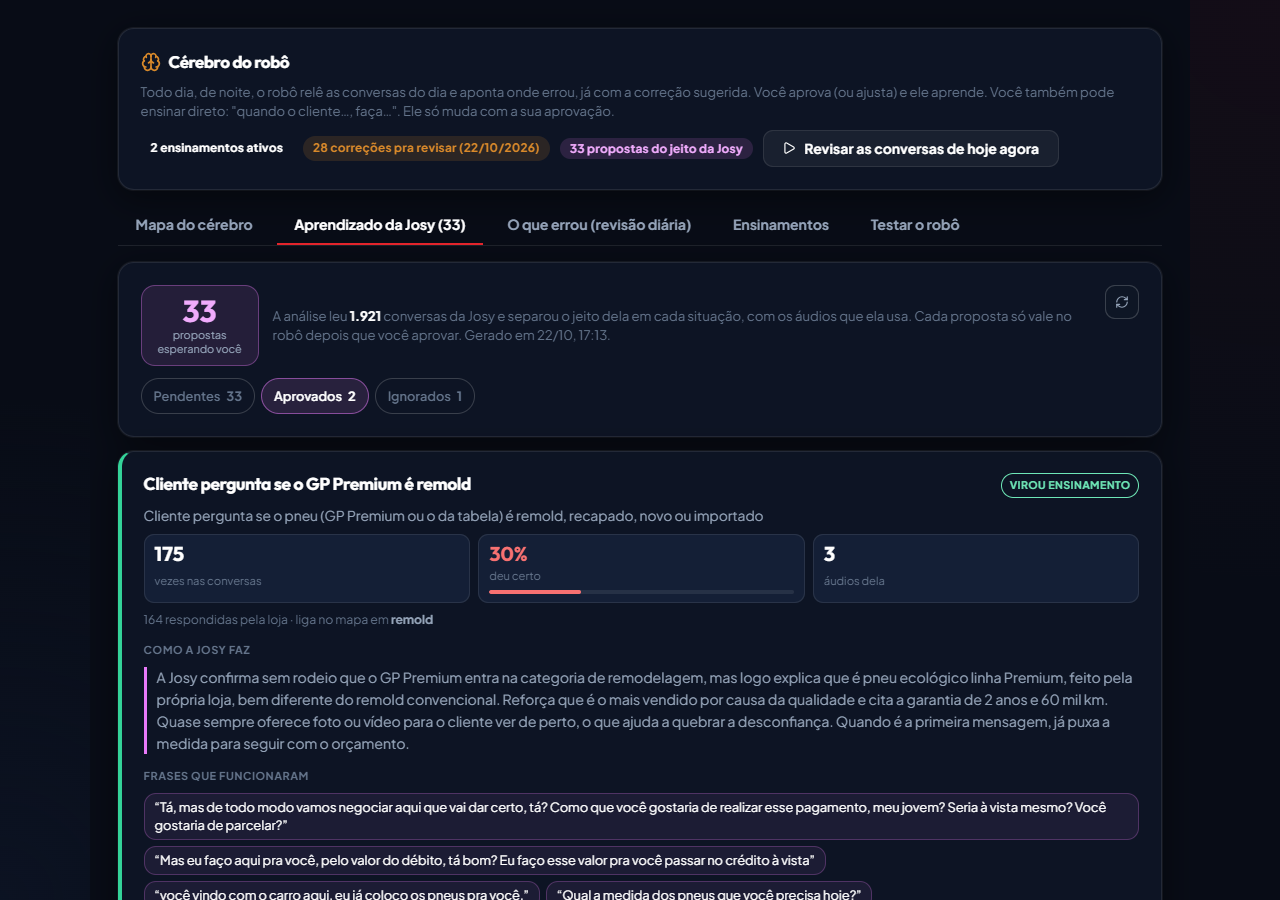 Cérebro do robô
Todo dia, de noite, o robô relê as conversas do dia e aponta onde errou, já com a correção sugerida. Você aprova (ou ajusta) e ele aprende. Você também pode
ensinar direto: "quando o cliente..., faça...". Ele só muda com a sua aprovação.
2 ensinamentos ativos
28 correções pra revisar (22/10/2026)
33 propostas do jeito da Josy
Revisar as conversas de hoje agora
Mapa do cérebro
Aprendizado da Josy (33)
O que errou (revisão diária)
Ensinamentos
Testar o robô
33
propostas
esperando você
A análise leu 1.921 conversas da Josy e separou o jeito dela em cada situação, com os áudios que ela usa. Cada proposta só vale no
robô depois que você aprovar. Gerado em 22/10, 17:13.
Pendentes 33
Aprovados 2
Ignorados 1
Cliente pergunta se o GP Premium é remold
VIROU ENSINAMENTO
Cliente pergunta se o pneu (GP Premium ou o da tabela) é remold, recapado, novo ou importado
175
vezes nas conversas
30%
deu certo
3
áudios dela
164 respondidas pela loja · liga no mapa em remold
COMO A JOSY FAZ
A Josy confirma sem rodeio que o GP Premium entra na categoria de remodelagem, mas logo explica que é pneu ecológico linha Premium, feito pela
própria loja, bem diferente do remold convencional. Reforça que é o mais vendido por causa da qualidade e cita a garantia de 2 anos e 60 mil km.
Quase sempre oferece foto ou vídeo para o cliente ver de perto, o que ajuda a quebrar a desconfiança. Quando é a primeira mensagem, já puxa a
medida para seguir com o orçamento.
FRASES QUE FUNCIONARAM
“Tá, mas de todo modo vamos negociar aqui que vai dar certo, tá? Como que você gostaria de realizar esse pagamento, meu jovem? Seria à vista mesmo? Você
gostaria de parcelar?”
“Mas eu faço aqui pra você, pelo valor do débito, tá bom? Eu faço esse valor pra você passar no crédito à vista”
“você vindo com o carro aqui, eu já coloco os pneus pra você.”
“Qual a medida dos pneus que você precisa hoje?”